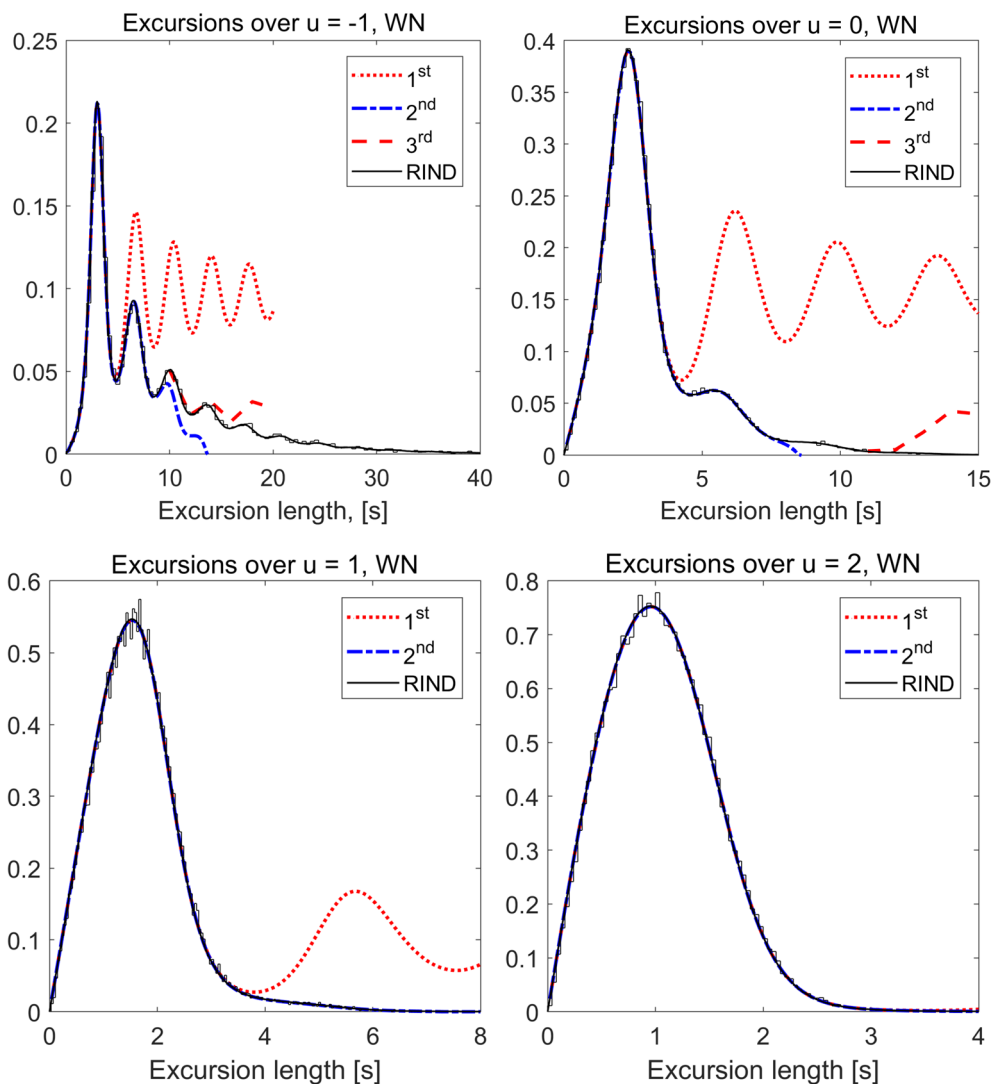 Excursions over u = -1, WN
0.25
0.2
0.15
0.1
0.05
0
0 10 20 30 40
Excursion length, [s]
1st
2nd
3rd
RIND
Excursions over u = 0, WN
0.4
0.35
0.3
0.25
0.2
0.15
0.1
0.05
0
0 5 10 15
Excursion length [s]
1st
2nd
3rd
RIND
Excursions over u = 1, WN
0.6
0.5
0.4
0.3
0.2
0.1
0
0 2 4 6 8
Excursion length [s]
1st
2nd
RIND
Excursions over u = 2, WN
0.8
0.7
0.6
0.5
0.4
0.3
0.2
0.1
0
0 1 2 3 4
Excursion length [s]
1st
2nd
RIND